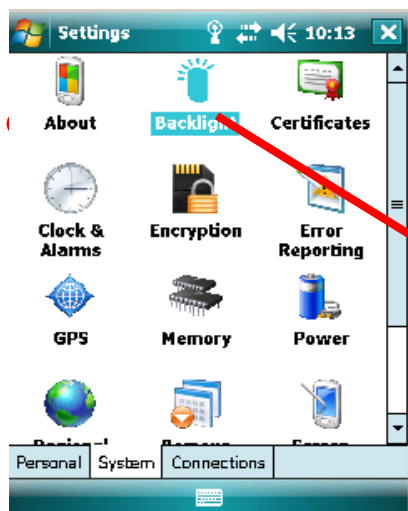 Settings 10:13
About Backlight Certificates
Clock & Encryption Error
Alarms Reporting
GPS Memory Power
Personal System Connections